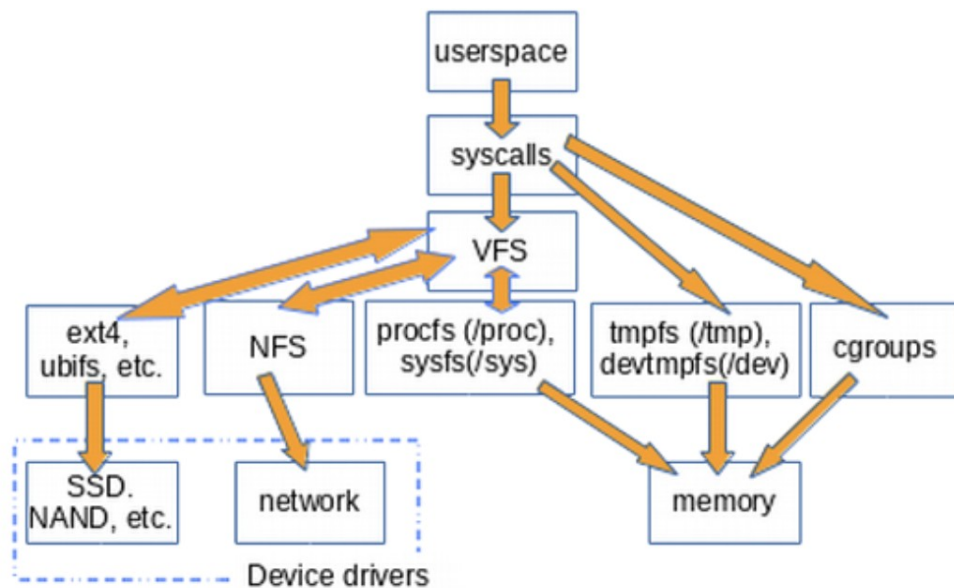 userspace
syscalls
VFS
ext4,
ubifs, etc.
NFS
procfs (/proc),
sysfs(/sys)
tmpfs (/tmp),
devtmpfs(/dev)
cgroups
SSD.
NAND, etc.
network
memory
Device drivers